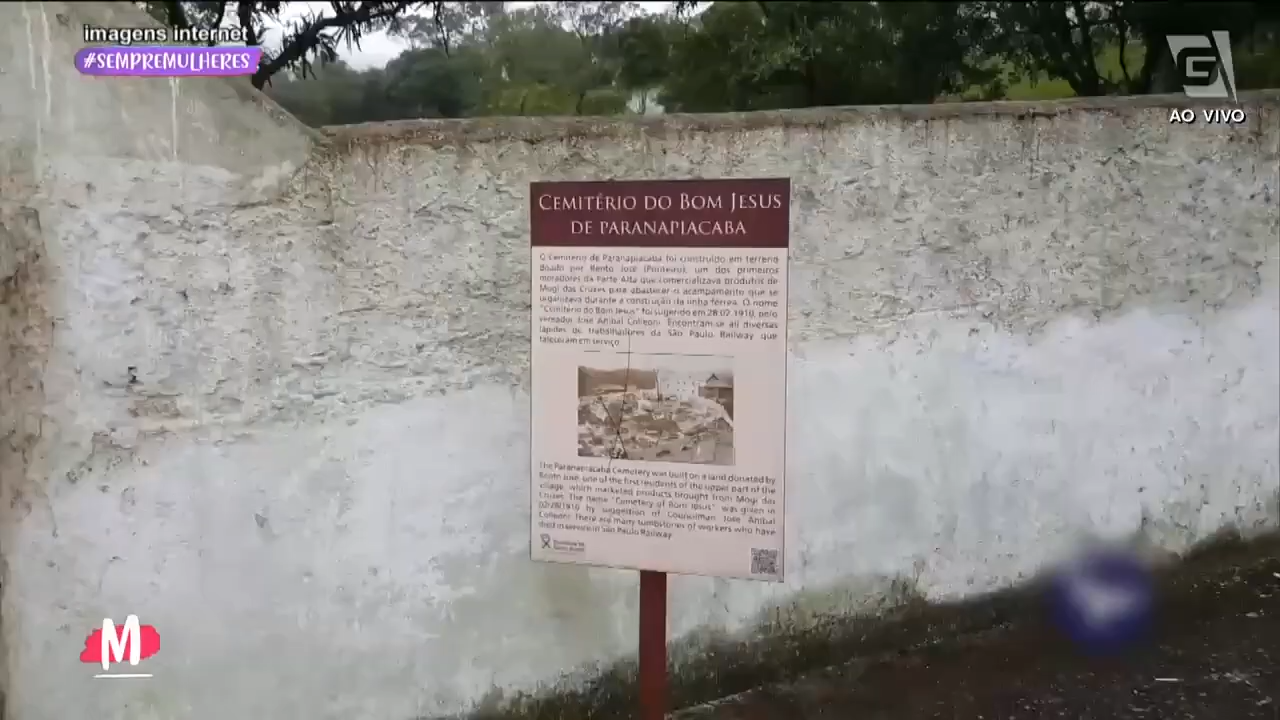 imagens internet
#SEMPREMULHERES
G
AO VIVO
CEMITÉRIO DO BOM JESUS
DE PARANAPIACABA
O Cemitério de Paranapiacaba foi construído em terreno
doado por Bento José (Ponteiro), um dos primeiros
moradores da Parte Alta que comercializava produtos de
Mogi das Cruzes para abastecer o acampamento que se
organizava durante a construção da linha férrea. O nome
"Cemitério do Bom Jesus" foi sugerido em 28.02.1910, pelo
vereador José Anibal Colleoni. Encontram-se ali diversas
lápides de trabalhadores da São Paulo Railway que
faleceram em serviço.
The Paranapiacaba Cemetery was built on a land donated by
Bento José, one of the first residents of the upper part of the
village, which marketed products brought from Mogi das
Cruzes. The name "Cemetery of Bom Jesus" was given in
by suggestion of Councilman José Anibal
Colleoni. There are many tombstones of workers who have
died in service in São Paulo Railway.
M